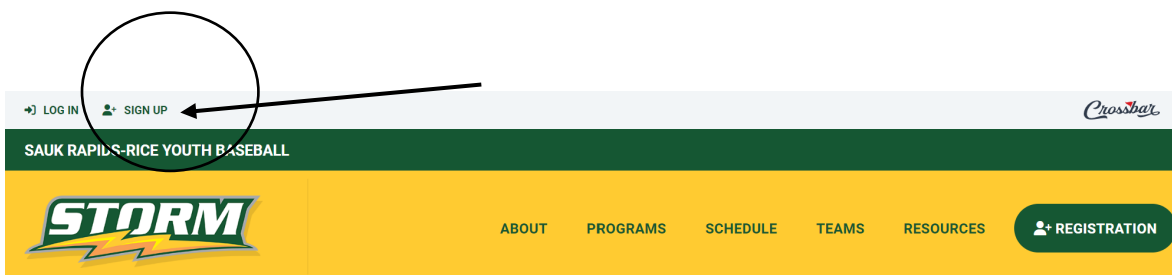 LOG IN SIGN UP Crossbar
SAUK RAPIDS-RICE YOUTH BASEBALL
STORM ABOUT PROGRAMS SCHEDULE TEAMS RESOURCES REGISTRATION